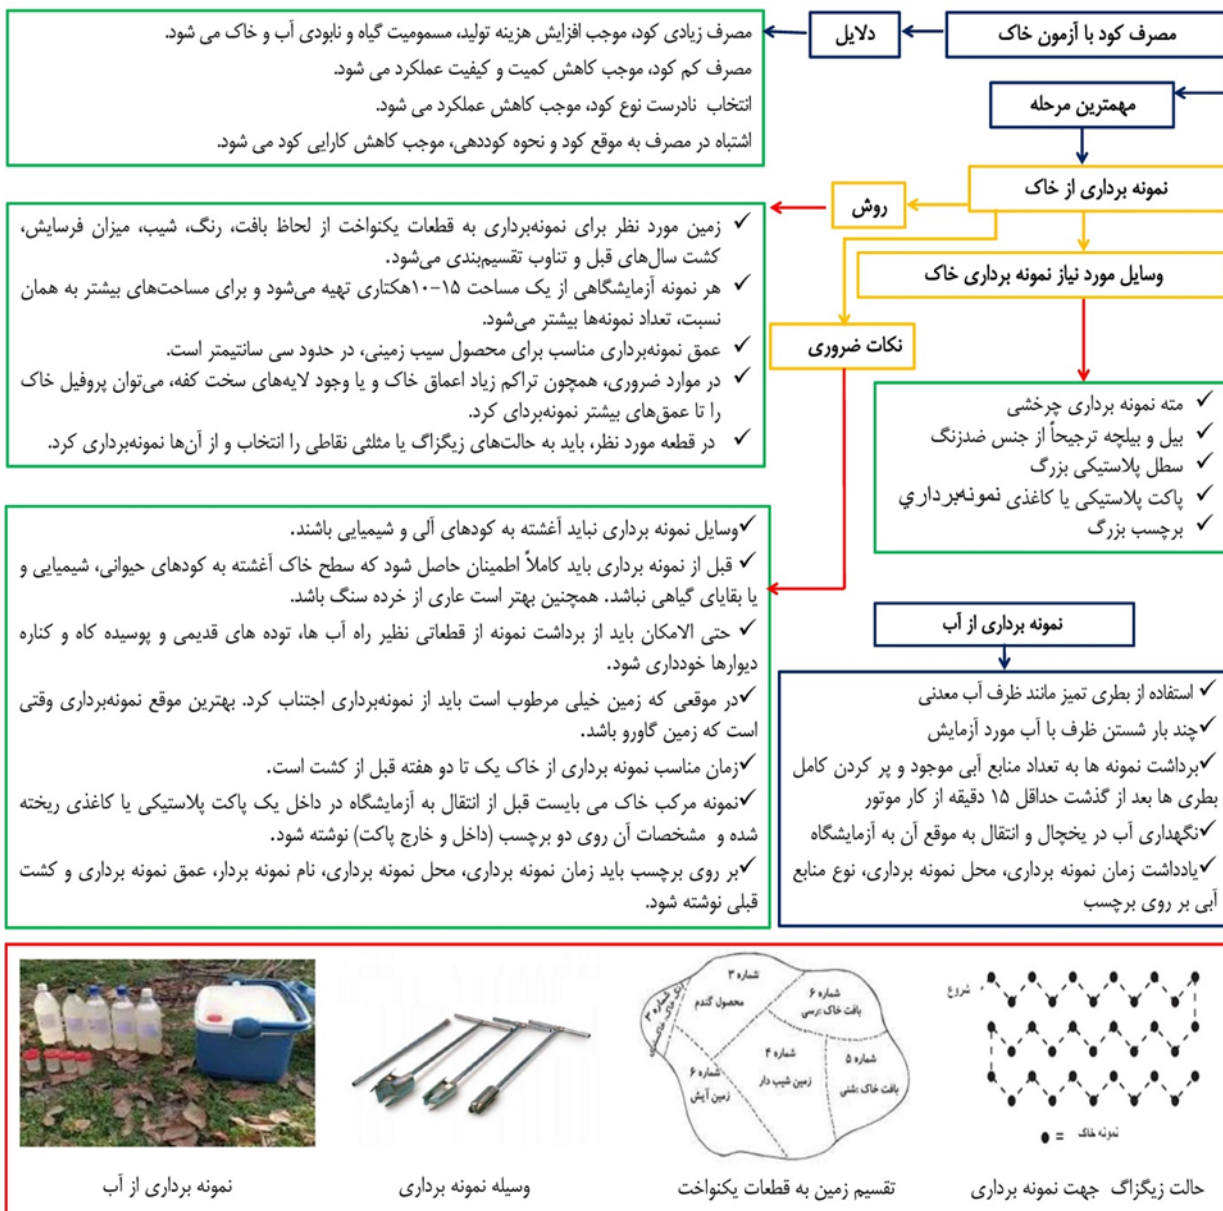 مصرف کود با آزمون خاک
دلایل
مصرف زیادی کود، موجب افزایش هزینه تولید، مسمومیت گیاه و نابودی آب و خاک می شود.
مصرف کم کود، موجب کاهش کمیت و کیفیت عملکرد می شود.
انتخاب نادرست نوع کود، موجب کاهش عملکرد می شود.
اشتباه در مصرف به موقع کود و نحوه کوددهی، موجب کاهش کارایی کود می شود.
مهمترین مرحله
نمونه برداری از خاک
روش
✓ زمین مورد نظر برای نمونه‌برداری به قطعات یکنواخت از لحاظ بافت، رنگ، شیب، میزان فرسایش،
کشت سال‌های قبل و تناوب تقسیم‌بندی می‌شود.
✓ هر نمونه آزمایشگاهی از یک مساحت ۱۵-۱۰هکتاری تهیه می‌شود و برای مساحت‌های بیشتر به همان
نسبت، تعداد نمونه‌ها بیشتر می‌شود.
✓ عمق نمونه‌برداری مناسب برای محصول سیب زمینی، در حدود سی سانتیمتر است.
✓ در موارد ضروری، همچون تراکم زیاد اعماق خاک و یا وجود لایه‌های سخت کفه، می‌توان پروفیل خاک
را تا عمق‌های بیشتر نمونه‌بردای کرد.
✓ در قطعه مورد نظر، باید به حالت‌های زیگزاگ یا مثلثی نقاطی را انتخاب و از آن‌ها نمونه‌برداری کرد.
وسایل مورد نیاز نمونه برداری خاک
✓ مته نمونه برداری چرخشی
✓ بیل و بیلچه ترجیحاً از جنس ضدزنگ
✓ سطل پلاستیکی بزرگ
✓ پاکت پلاستیکی یا کاغذی نمونه‌برداري
✓ برچسب بزرگ
نکات ضروری
✓وسایل نمونه برداری نباید آغشته به کودهای آلی و شیمیایی باشند.
✓ قبل از نمونه برداری باید کاملاً اطمینان حاصل شود که سطح خاک آغشته به کودهای حیوانی، شیمیایی و
یا بقایای گیاهی نباشد. همچنین بهتر است عاری از خرده سنگ باشد.
✓ حتی الامکان باید از برداشت نمونه از قطعاتی نظیر راه آب ها، توده های قدیمی و پوسیده کاه و کناره
دیوارها خودداری شود.
✓در موقعی که زمین خیلی مرطوب است باید از نمونه‌برداری اجتناب کرد. بهترین موقع نمونه‌برداری وقتی
است که زمین گاورو باشد.
✓زمان مناسب نمونه برداری از خاک یک تا دو هفته قبل از کشت است.
✓نمونه مرکب خاک می بایست قبل از انتقال به آزمایشگاه در داخل یک پاکت پلاستیکی یا کاغذی ریخته
شده و مشخصات آن روی دو برچسب (داخل و خارج پاکت) نوشته شود.
✓بر روی برچسب باید زمان نمونه برداری، محل نمونه برداری، نام نمونه بردار، عمق نمونه برداری و کشت
قبلی نوشته شود.
نمونه برداری از آب
✓ استفاده از بطری تمیز مانند ظرف آب معدنی
✓چند بار شستن ظرف با آب مورد آزمایش
✓برداشت نمونه ها به تعداد منابع آبی موجود و پر کردن کامل
بطری ها بعد از گذشت حداقل ۱۵ دقیقه از کار موتور
✓نگهداری آب در یخچال و انتقال به موقع آن به آزمایشگاه
✓یادداشت زمان نمونه برداری، محل نمونه برداری، نوع منابع
آبی بر روی برچسب
شروع
= نمونه خاک
حالت زیگزاگ جهت نمونه برداری
شماره ۳
محصول گندم
شماره ۶
بافت خاک :رسی
شماره ۵
بافت خاک :شنی
شماره ۴
زمین شیب دار
شماره ۶
زمین آیش
شماره ۳
رنگ خاک: خاکستری
تقسیم زمین به قطعات یکنواخت
وسیله نمونه برداری
نمونه برداری از آب